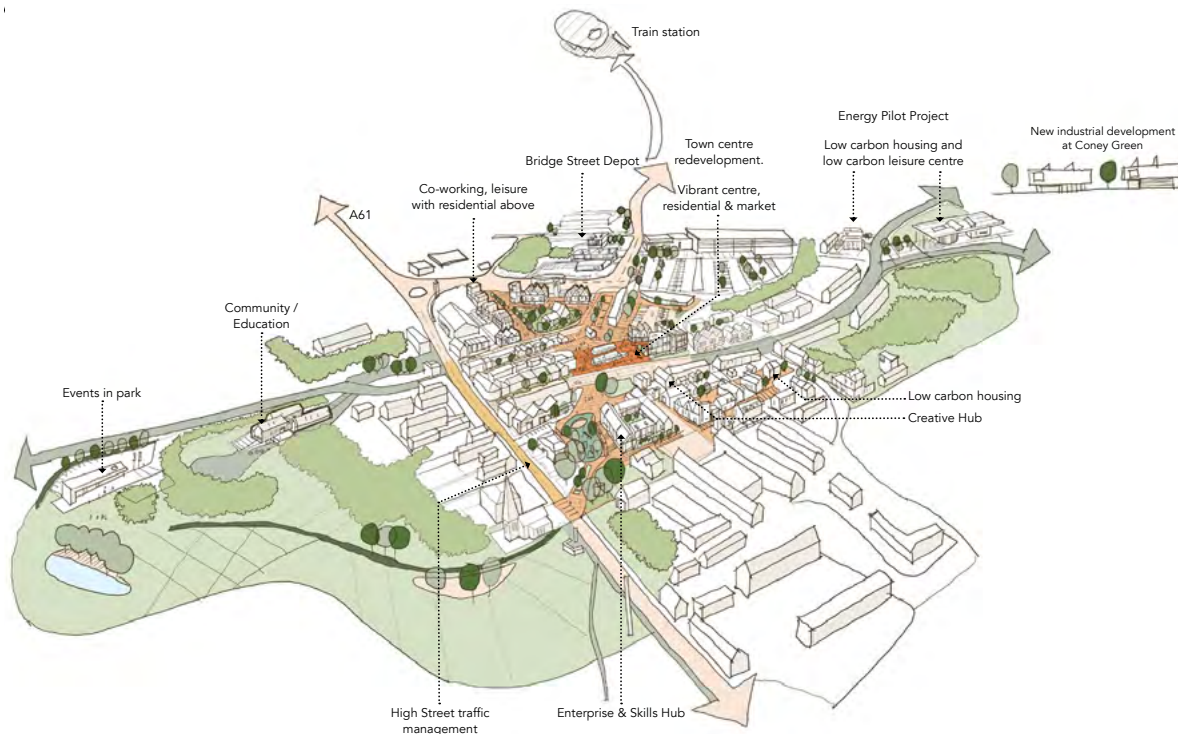 Train station
Energy Pilot Project
New industrial development
at Coney Green
Town centre
redevelopment.
Low carbon housing and
low carbon leisure centre
Bridge Street Depot
Co-working, leisure
with residential above
Vibrant centre,
residential & market
A61
Community /
Education
Events in park
Low carbon housing
Creative Hub
High Street traffic
management
Enterprise & Skills Hub